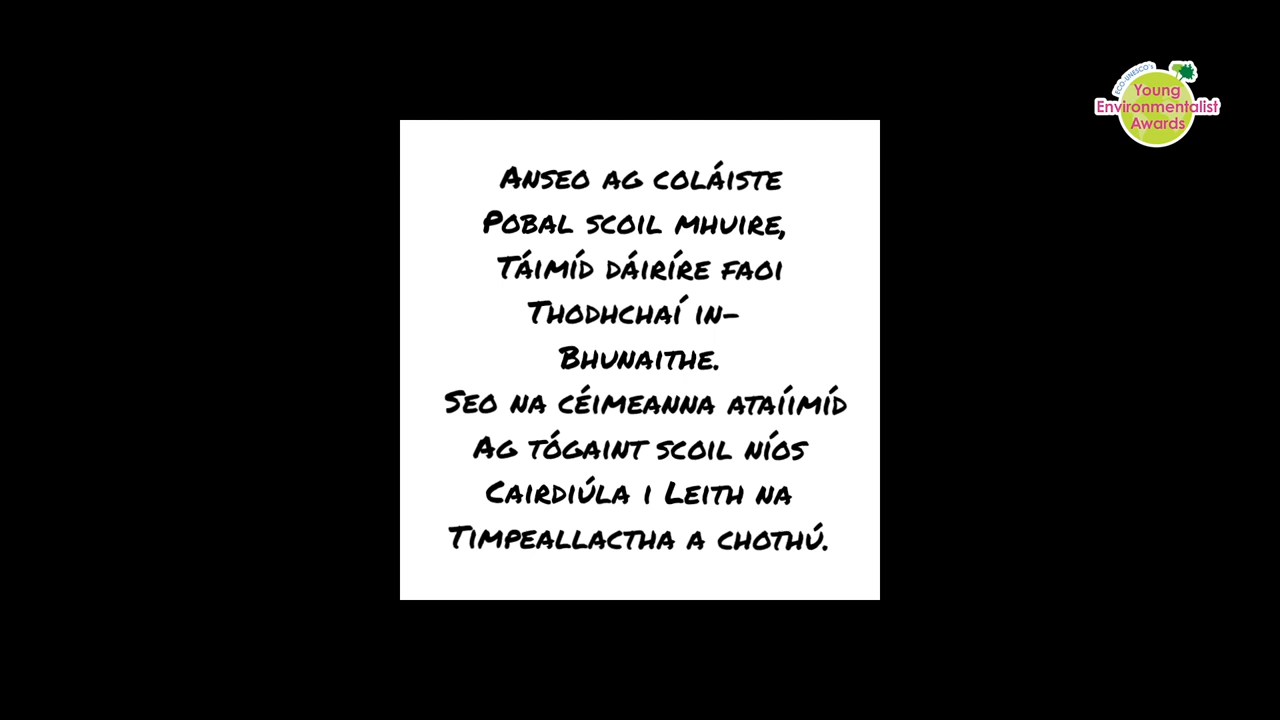 ECO-UNESCO's
Young
Environmentalist
Awards
Anseo ag coláiste
Pobal scoil mhuire,
Táimíd dáiríre faoi
Thodhchaí in-
Bhunaithe.
Seo na céimeanna ataíimíd
Ag tógaint scoil níos
Cairdiúla i Leith na
Timpeallactha a chothú.